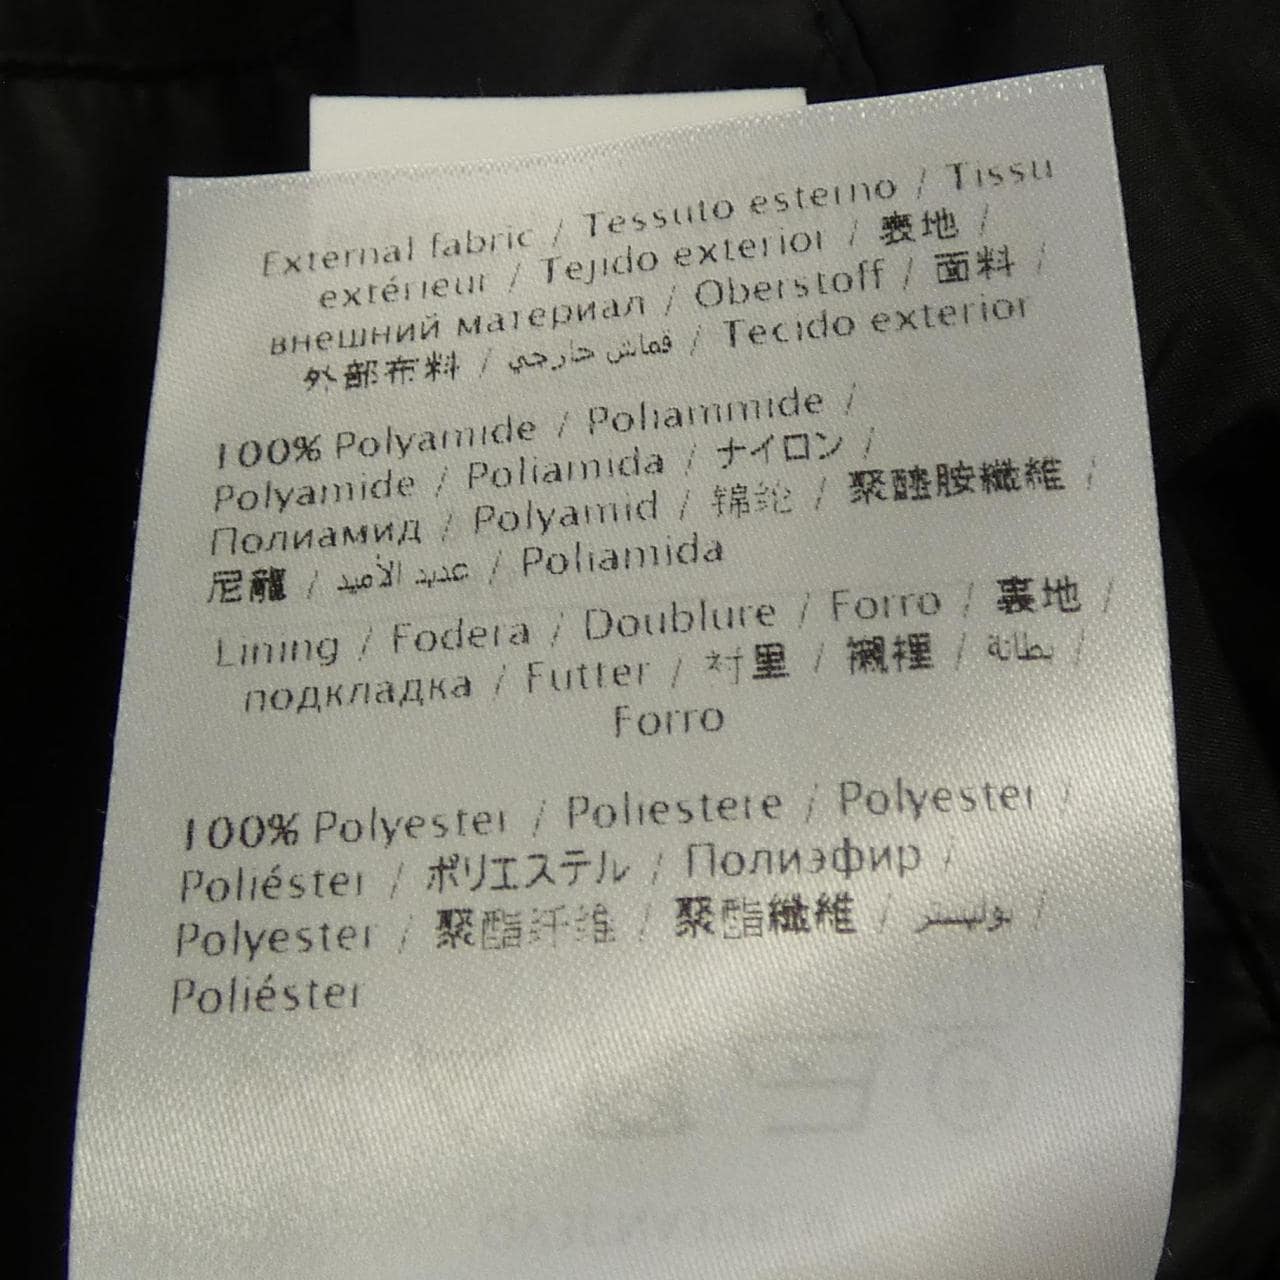 External fabric / Tessuto esterno / Tissu
extérieur / Tejido exterior / 表地 /
внешний материал / Oberstoff / 面料 /
外部布料 / قماش خارجي / Tecido exterior
100% Polyamide / Poliammide /
Polyamide / Poliamida / ナイロン /
Полиамид / Polyamid / 锦纶 / 聚醯胺纖維 /
尼龍 / عديد الأميد / Poliamida
Lining / Fodera / Doublure / Forro / 裏地 /
подкладка / Futter / 衬里 / 襯裡 / بطانة /
Forro
100% Polyester / Poliestere / Polyester /
Poliéster / ポリエステル / Полиэфир /
Polyester / 聚酯纤维 / 聚酯纖維 / بوليستر /
Poliéster